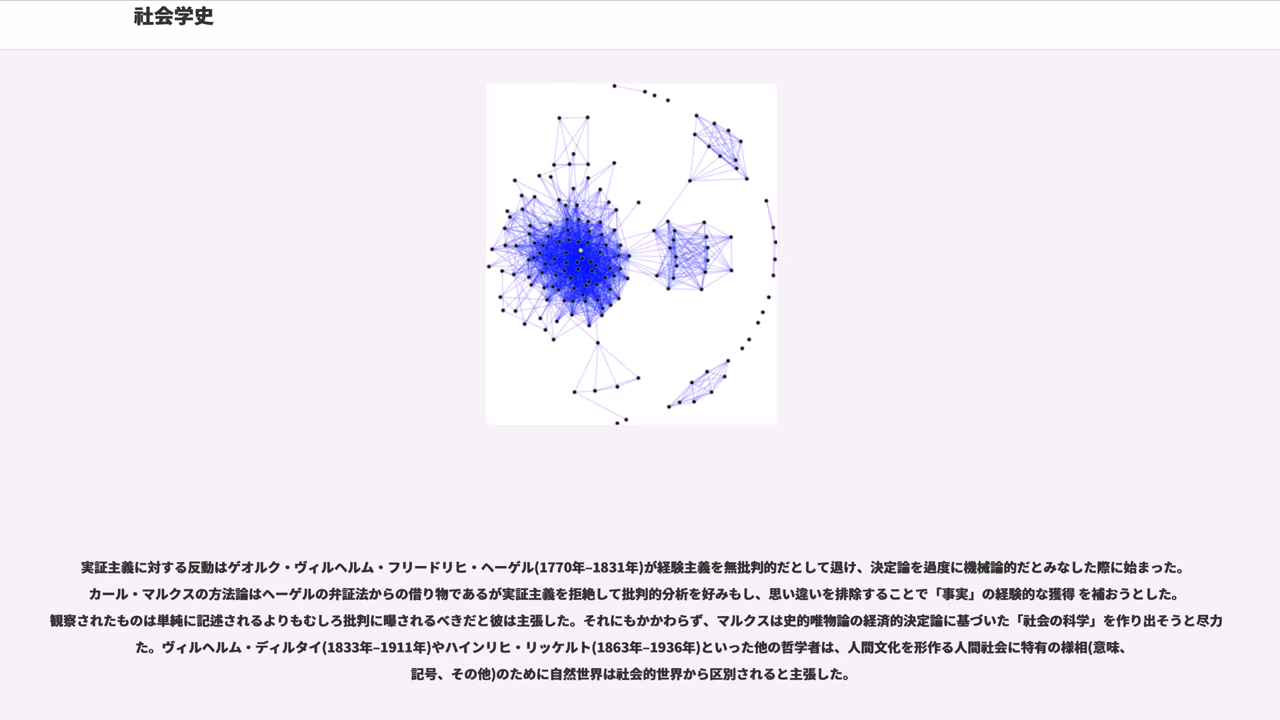 社会学史
実証主義に対する反動はゲオルク・ヴィルヘルム・フリードリヒ・ヘーゲル(1770年–1831年)が経験主義を無批判的だとして退け、決定論を過度に機械論的だとみなした際に始まった。
カール・マルクスの方法論はヘーゲルの弁証法からの借り物であるが実証主義を拒絶して批判的分析を好みもし、思い違いを排除することで「事実」の経験的な獲得 を補おうとした。
観察されたものは単純に記述されるよりもむしろ批判に曝されるべきだと彼は主張した。それにもかかわらず、マルクスは史的唯物論の経済的決定論に基づいた「社会の科学」を作り出そうと尽力
た。ヴィルヘルム・ディルタイ(1833年–1911年)やハインリヒ・リッケルト(1863年–1936年)といった他の哲学者は、人間文化を形作る人間社会に特有の様相(意味、
記号、その他)のために自然世界は社会的世界から区別されると主張した。